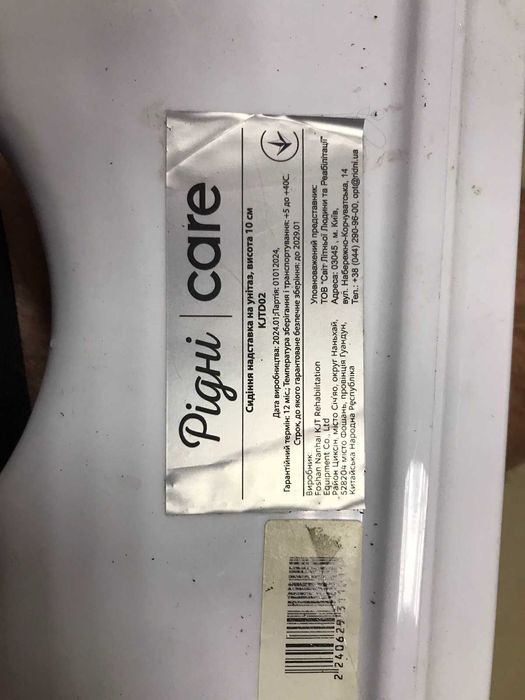 Рідні | care
Сидіння надставка на унітаз, висота 10 см
KJTD02
Дата виробництва: 2024.01;Партія: 01012024,
Гарантійний термін: 12 міс.; Температура зберігання і транспортування: +5 до +40С.
Строк, до якого гарантоване безпечне зберіння: до 2029.01
Виробник
Foshan Nanhai KJT Rehabilitation
Equipment Co., Ltd
Район Циксін, місто Сінʼяо, округ Наньхай,
528204 місто Фошань, провінція Гуандун,
Китайська Народна Республіка
Уповноважений представник:
ТОВ "Світ Літньої Людини та Реабілітації"
Адреса: 03045 , м. Київ,
вул. Набережно-Корчуватська, 14
Тел.: +38 (044) 290-96-00, opt@ridni.ua